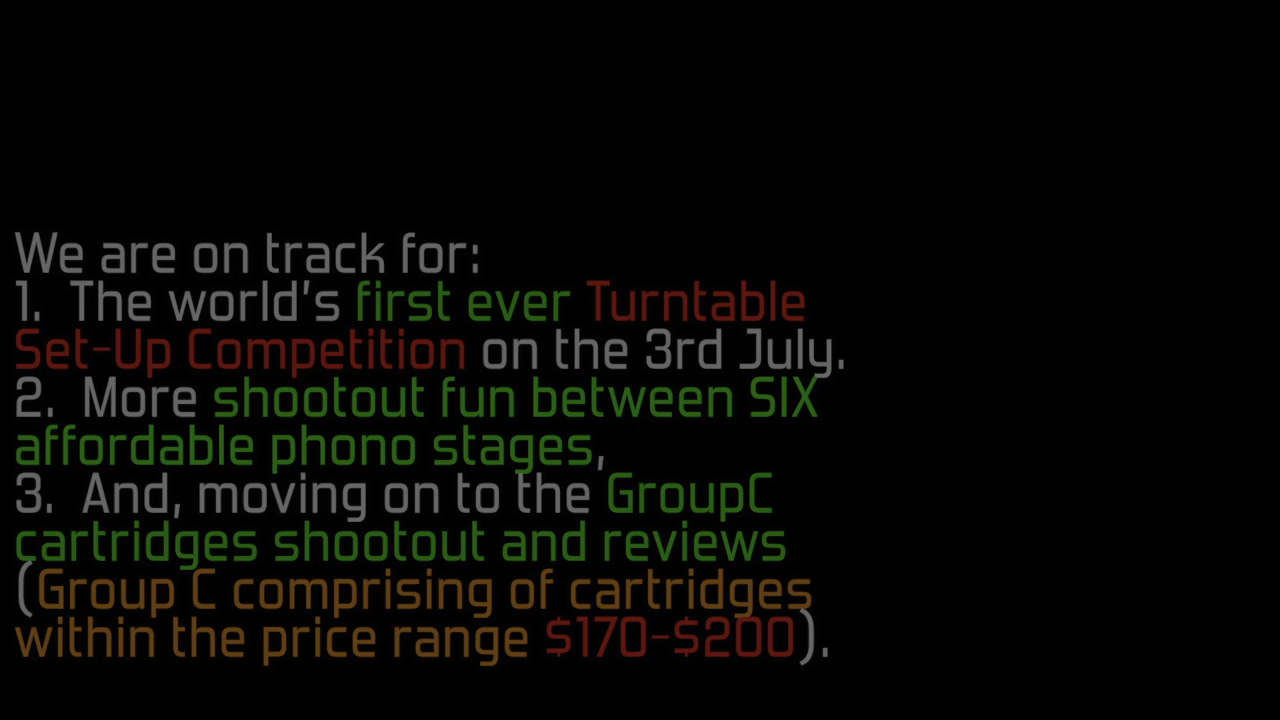 We are on track for:
1. The world's first ever Turntable
Set-Up Competition on the 3rd July.
2. More shootout fun between SIX
affordable phono stages,
3. And, moving on to the GroupC
cartridges shootout and reviews
(Group C comprising of cartridges
within the price range $170-$200).